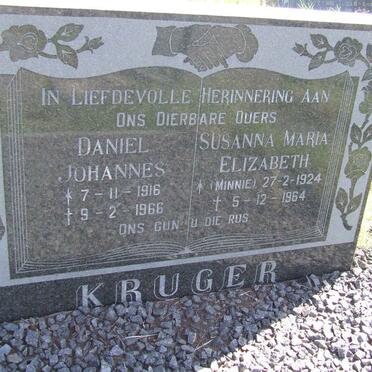 IN LIEFDEVOLLE HERINNERING AAN
ONS DIERBARE OUERS
DANIEL
JOHANNES
* 7-11-1916
† 9-2-1966
SUSANNA MARIA
ELIZABETH
(MINNIE) * 27-2-1924
† 5-12-1964
ONS GUN U DIE RUS
KRUGER